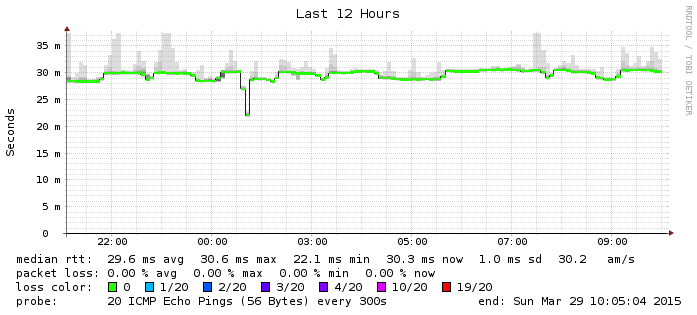 Last 12 Hours
RRDTOOL / TOBI OETIKER
Seconds
35 m
30 m
25 m
20 m
15 m
10 m
5 m
0
22:00 00:00 03:00 05:00 07:00 09:00
median rtt: 29.6 ms avg 30.6 ms max 22.1 ms min 30.3 ms now 1.0 ms sd 30.2 am/s
packet loss: 0.00 % avg 0.00 % max 0.00 % min 0.00 % now
loss color: 0 1/20 2/20 3/20 4/20 10/20 19/20
probe: 20 ICMP Echo Pings (56 Bytes) every 300s end: Sun Mar 29 10:05:04 2015